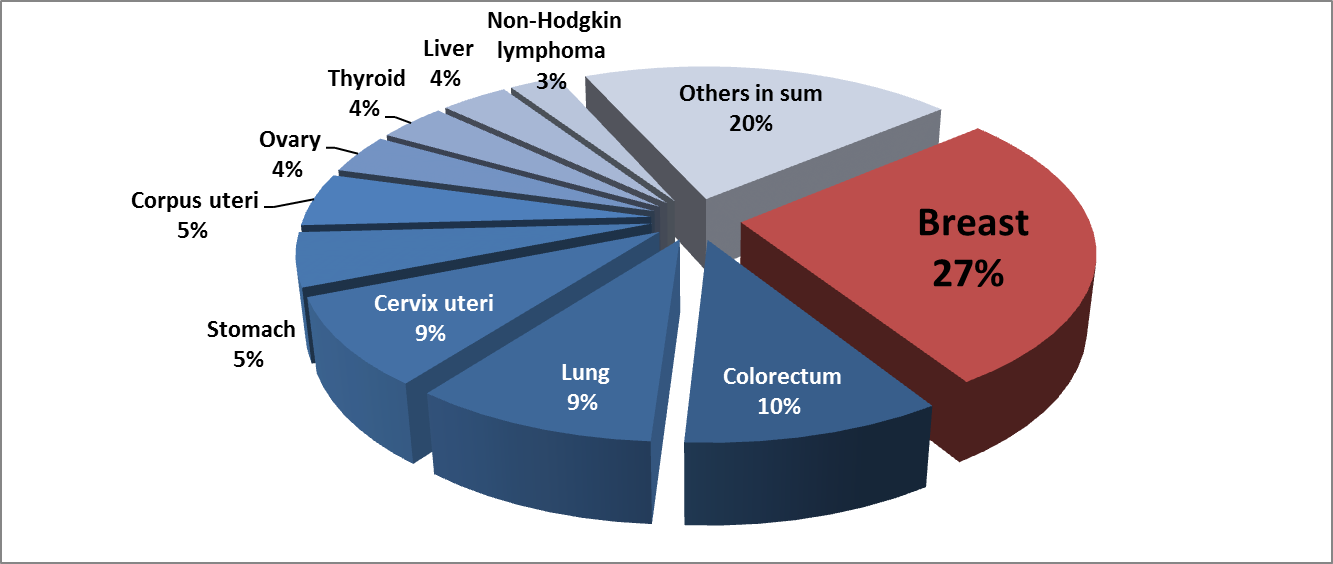 Non-Hodgkin
lymphoma
3%
Liver
4%
Thyroid
4%
Ovary
4%
Corpus uteri
5%
Stomach
5%
Cervix uteri
9%
Lung
9%
Colorectum
10%
Breast
27%
Others in sum
20%